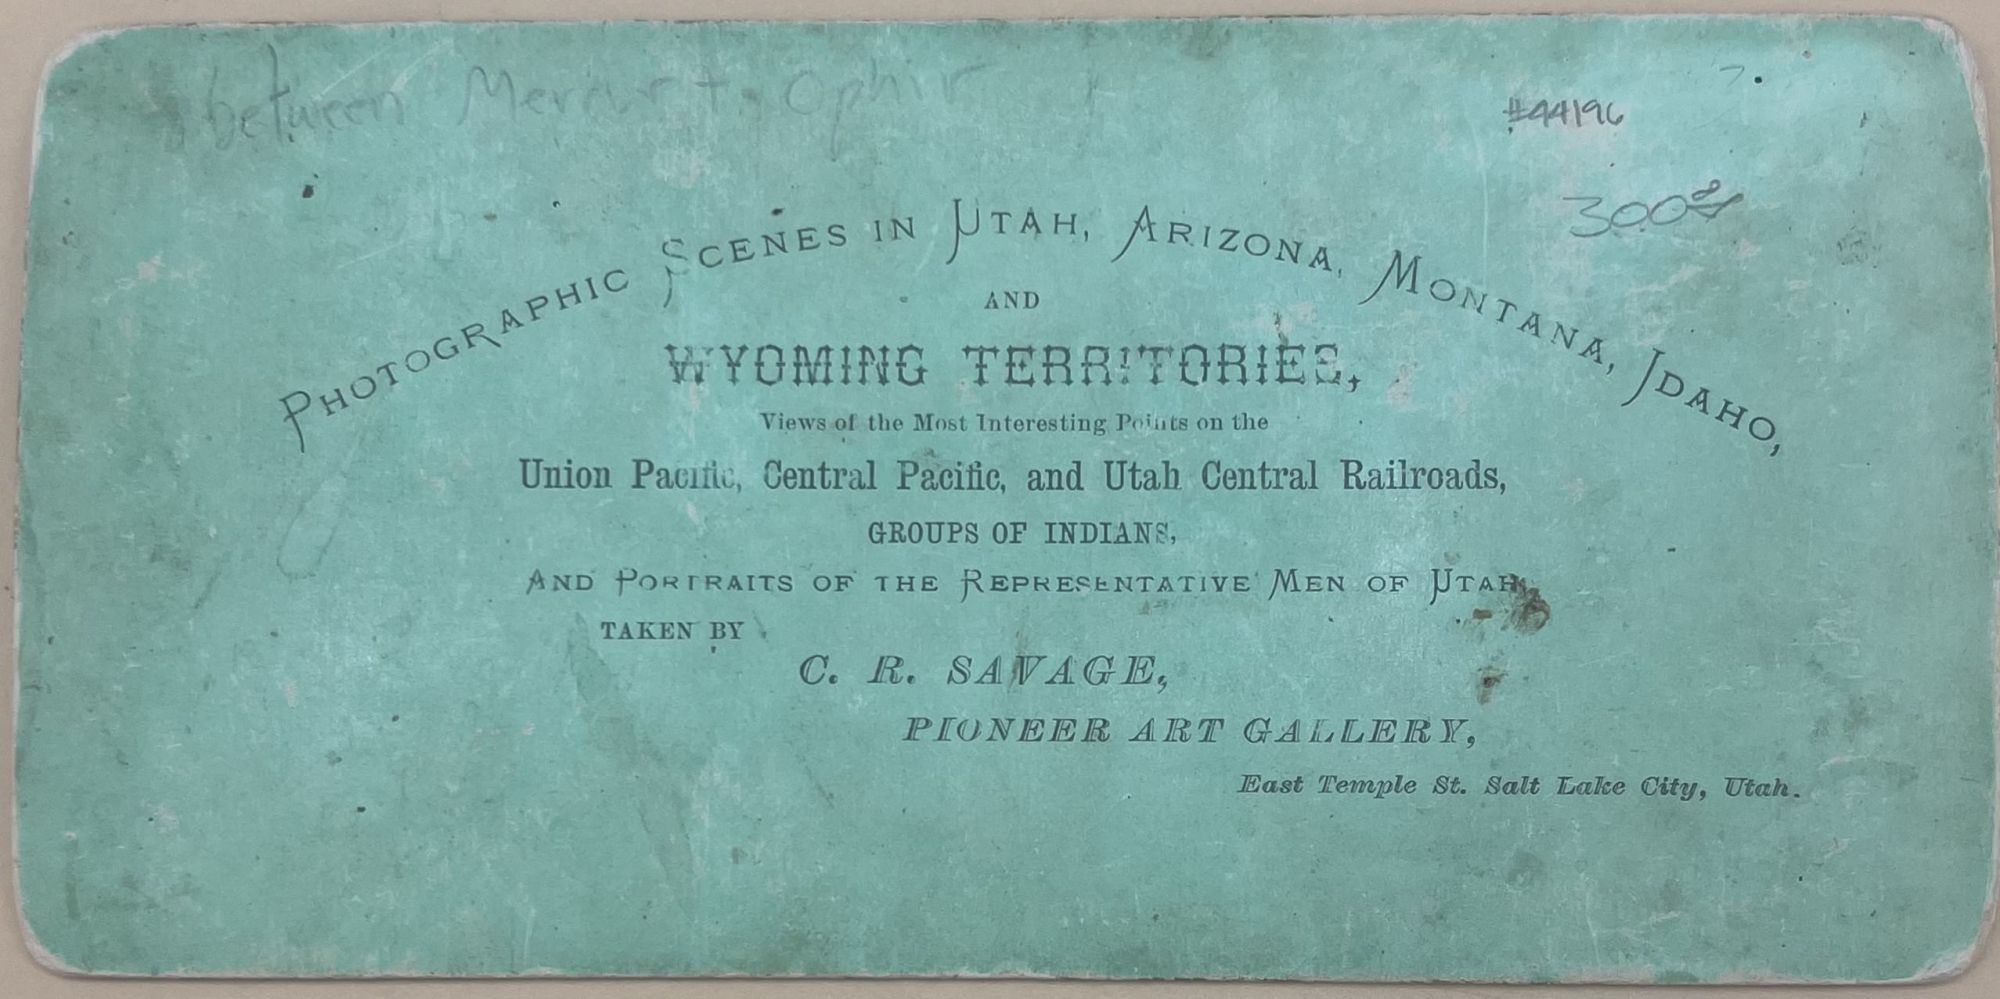 between Mercur to Ophir
#44196
300
PHOTOGRAPHIC SCENES IN UTAH, ARIZONA, MONTANA, IDAHO,
AND
WYOMING TERRITORIES,
Views of the Most Interesting Points on the
Union Pacific, Central Pacific, and Utah Central Railroads,
GROUPS OF INDIANS,
AND PORTRAITS OF THE REPRESENTATIVE MEN OF UTAH,
TAKEN BY
C. R. SAVAGE,
PIONEER ART GALLERY,
East Temple St. Salt Lake City, Utah.